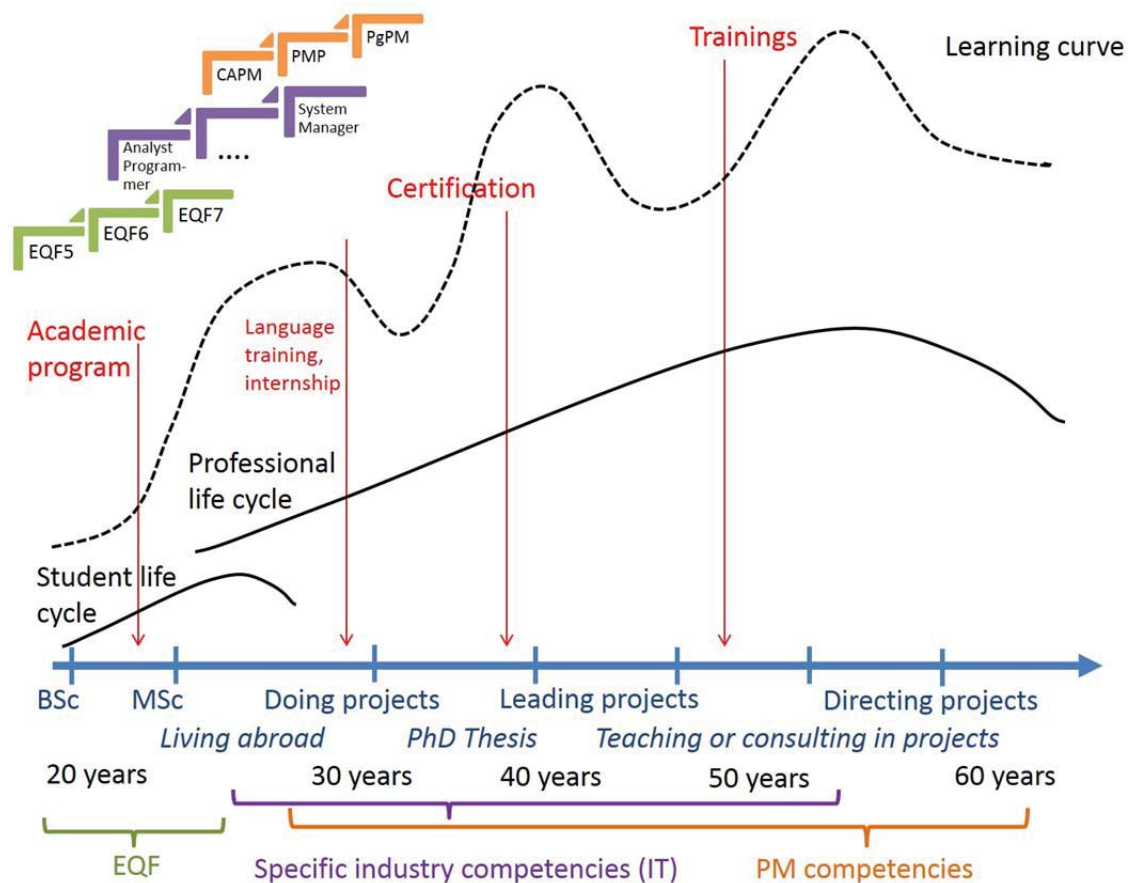 PgPM
PMP
CAPM
Trainings
Learning curve
System
Manager
Analyst
Program-
mer
....
Certification
EQF7
EQF6
EQF5
Academic
program
Language
training,
internship
Professional
life cycle
Student life
cycle
BSc MSc Doing projects Leading projects Directing projects
Living abroad PhD Thesis Teaching or consulting in projects
20 years 30 years 40 years 50 years 60 years
EQF Specific industry competencies (IT) PM competencies